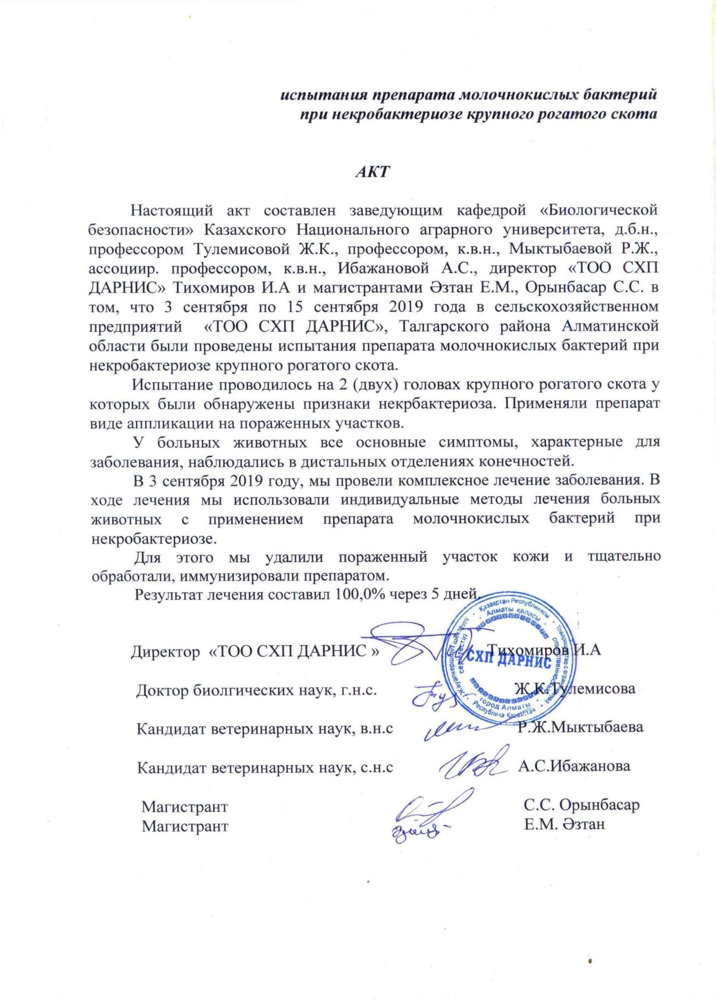 испытания препарата молочнокислых бактерий
при некробактериозе крупного рогатого скота
АКТ
Настоящий акт составлен заведующим кафедрой «Биологической
безопасности» Казахского Национального аграрного университета, д.б.н.,
профессором Тулемисовой Ж.К., профессором, к.в.н., Мыктыбаевой Р.Ж.,
ассоциир. профессором, к.в.н., Ибажановой А.С., директор «ТОО СХП
ДАРНИС» Тихомиров И.А и магистрантами Әзтан Е.М., Орынбасар С.С. в
том, что 3 сентября по 15 сентября 2019 года в сельскохозяйственном
предприятий «ТОО СХП ДАРНИС», Талгарского района Алматинской
области были проведены испытания препарата молочнокислых бактерий при
некробактериозе крупного рогатого скота.
Испытание проводилось на 2 (двух) головах крупного рогатого скота у
которых были обнаружены признаки некрбактериоза. Применяли препарат
виде аппликации на пораженных участков.
У больных животных все основные симптомы, характерные для
заболевания, наблюдались в дистальных отделениях конечностей.
В 3 сентября 2019 году, мы провели комплексное лечение заболевания. В
ходе лечения мы использовали индивидуальные методы лечения больных
животных с применением препарата молочнокислых бактерий при
некробактериозе.
Для этого мы удалили пораженный участок кожи и тщательно
обработали, иммунизировали препаратом.
Результат лечения составил 100,0% через 5 дней.
Директор «ТОО СХП ДАРНИС » Тихомиров И.А
Қазақстан Республикасы
Алматы қаласы
Жауапкершілігі шектеулі
серіктестігі
Товарищество с ограниченной
ответственностью
СХП ДАРНИС
город Алматы
Республика Қазахстан
Доктор биолгических наук, г.н.с. Ж.К.Тулемисова
Кандидат ветеринарных наук, в.н.с Р.Ж.Мыктыбаева
Кандидат ветеринарных наук, с.н.с А.С.Ибажанова
Магистрант С.С. Орынбасар
Магистрант Е.М. Әзтан